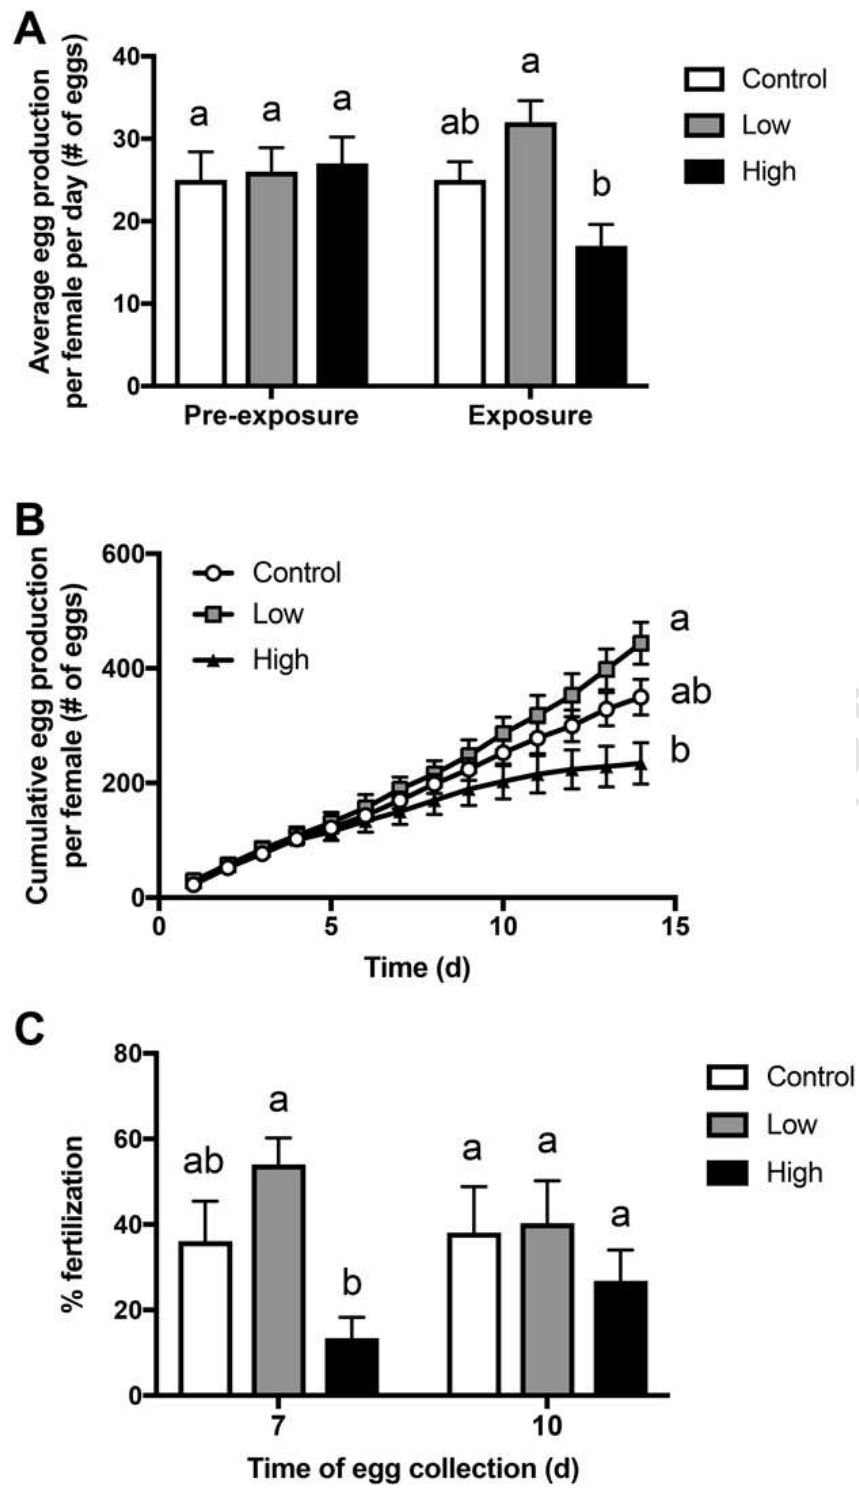 A
Average egg production
per female per day (# of eggs)
40
30
20
10
0
a
a
a
ab
a
b
Pre-exposure
Exposure
Control
Low
High
B
Cumulative egg production
per female (# of eggs)
600
400
200
0
Control
Low
High
a
ab
b
0
5
10
15
Time (d)
C
% fertilization
80
60
40
20
0
ab
a
b
a
a
a
7
10
Time of egg collection (d)
Control
Low
High